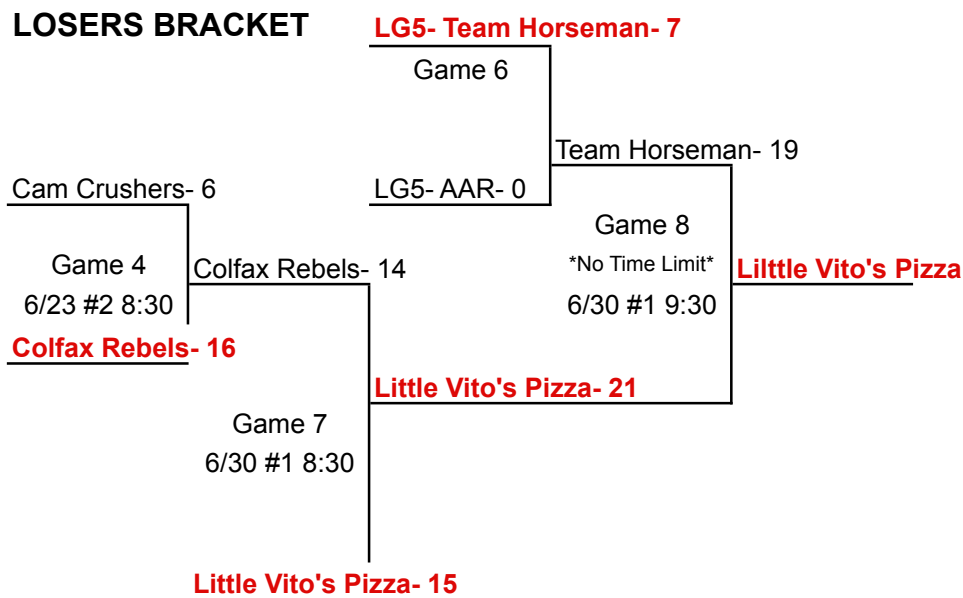 LOSERS BRACKET
LG5- Team Horseman- 7
Game 6
Team Horseman- 19
Cam Crushers- 6
LG5- AAR- 0
Game 8
Game 4
Colfax Rebels- 14
*No Time Limit*
Lilttle Vito's Pizza
6/23 #2 8:30
6/30 #1 9:30
Colfax Rebels- 16
Little Vito's Pizza- 21
Game 7
6/30 #1 8:30
Little Vito's Pizza- 15